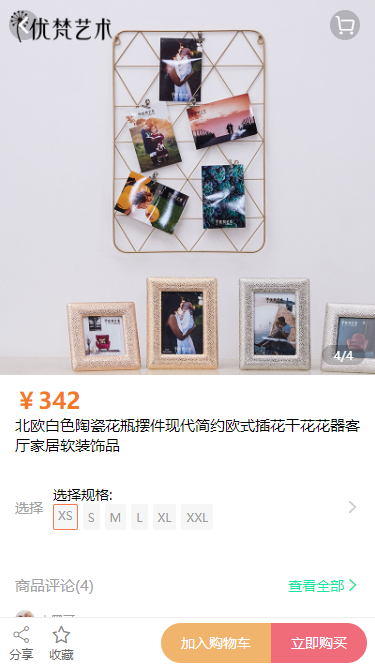 优梵艺术
4/4
￥342
北欧白色陶瓷花瓶摆件现代简约欧式插花干花花器客
厅家居软装饰品
选择
选择规格:
XS S M L XL XXL
商品评论(4)
查看全部
分享
收藏
加入购物车
立即购买